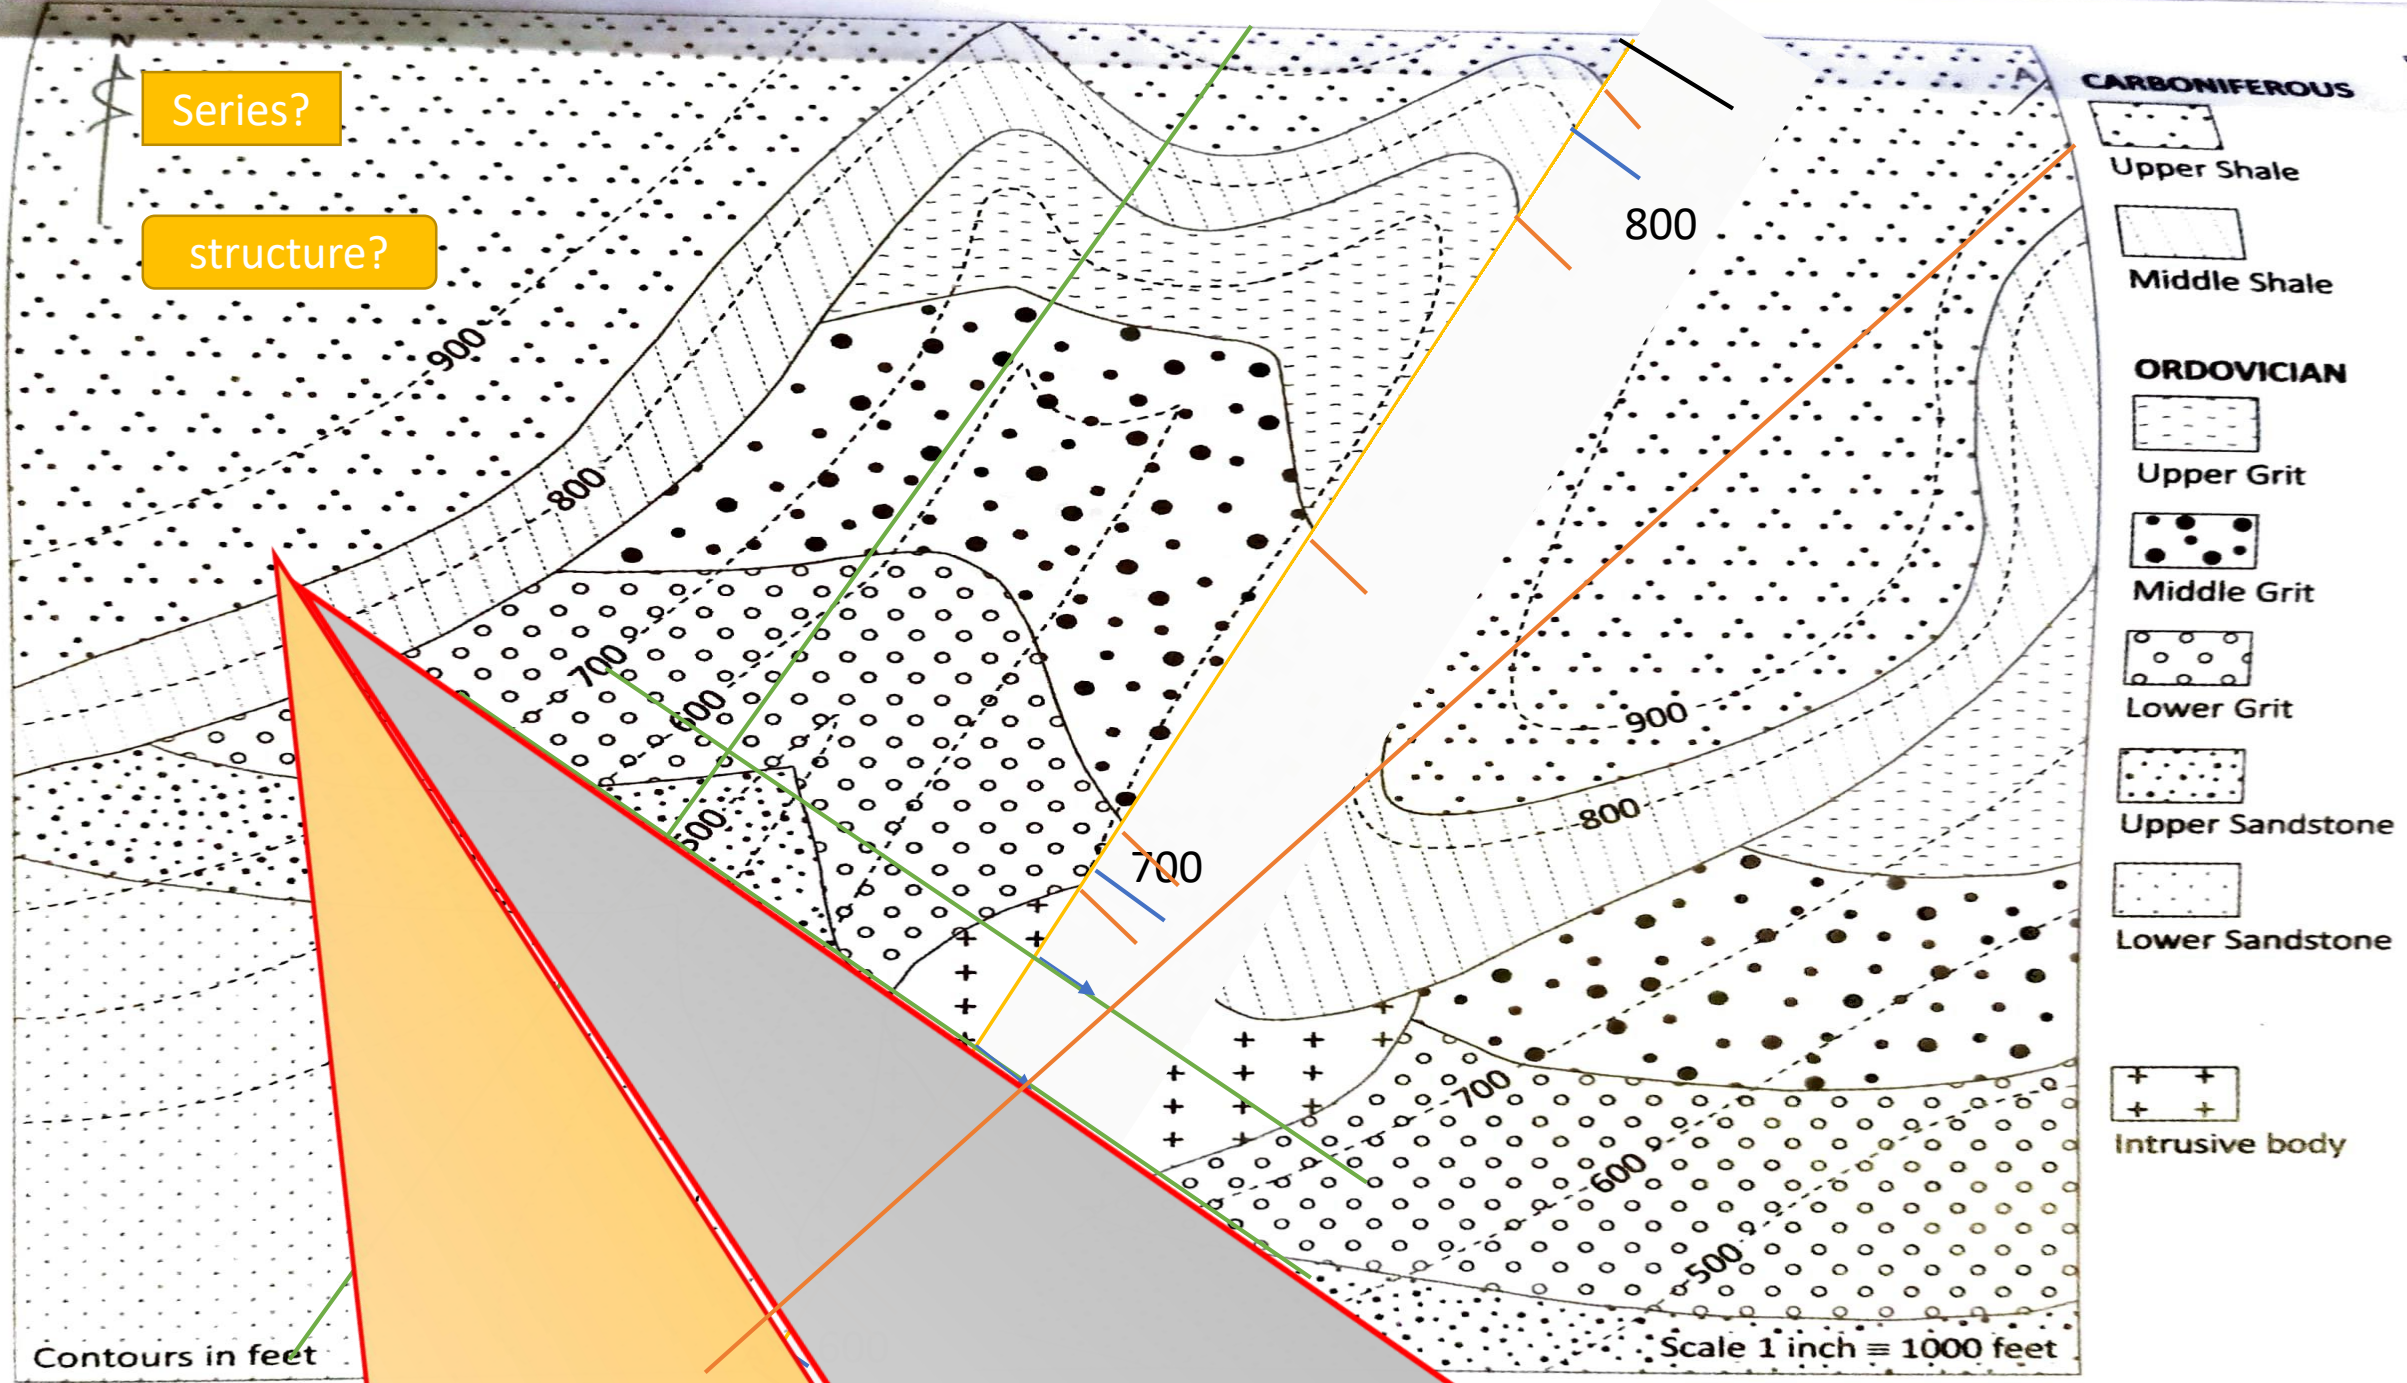 N
Series?
structure?
A
CARBONIFEROUS
Upper Shale
Middle Shale
ORDOVICIAN
Upper Grit
Middle Grit
Lower Grit
Upper Sandstone
Lower Sandstone
Intrusive body
800
900
800
700
600
500
700
900
800
700
600
500
Contours in feet
Scale 1 inch ≡ 1000 feet